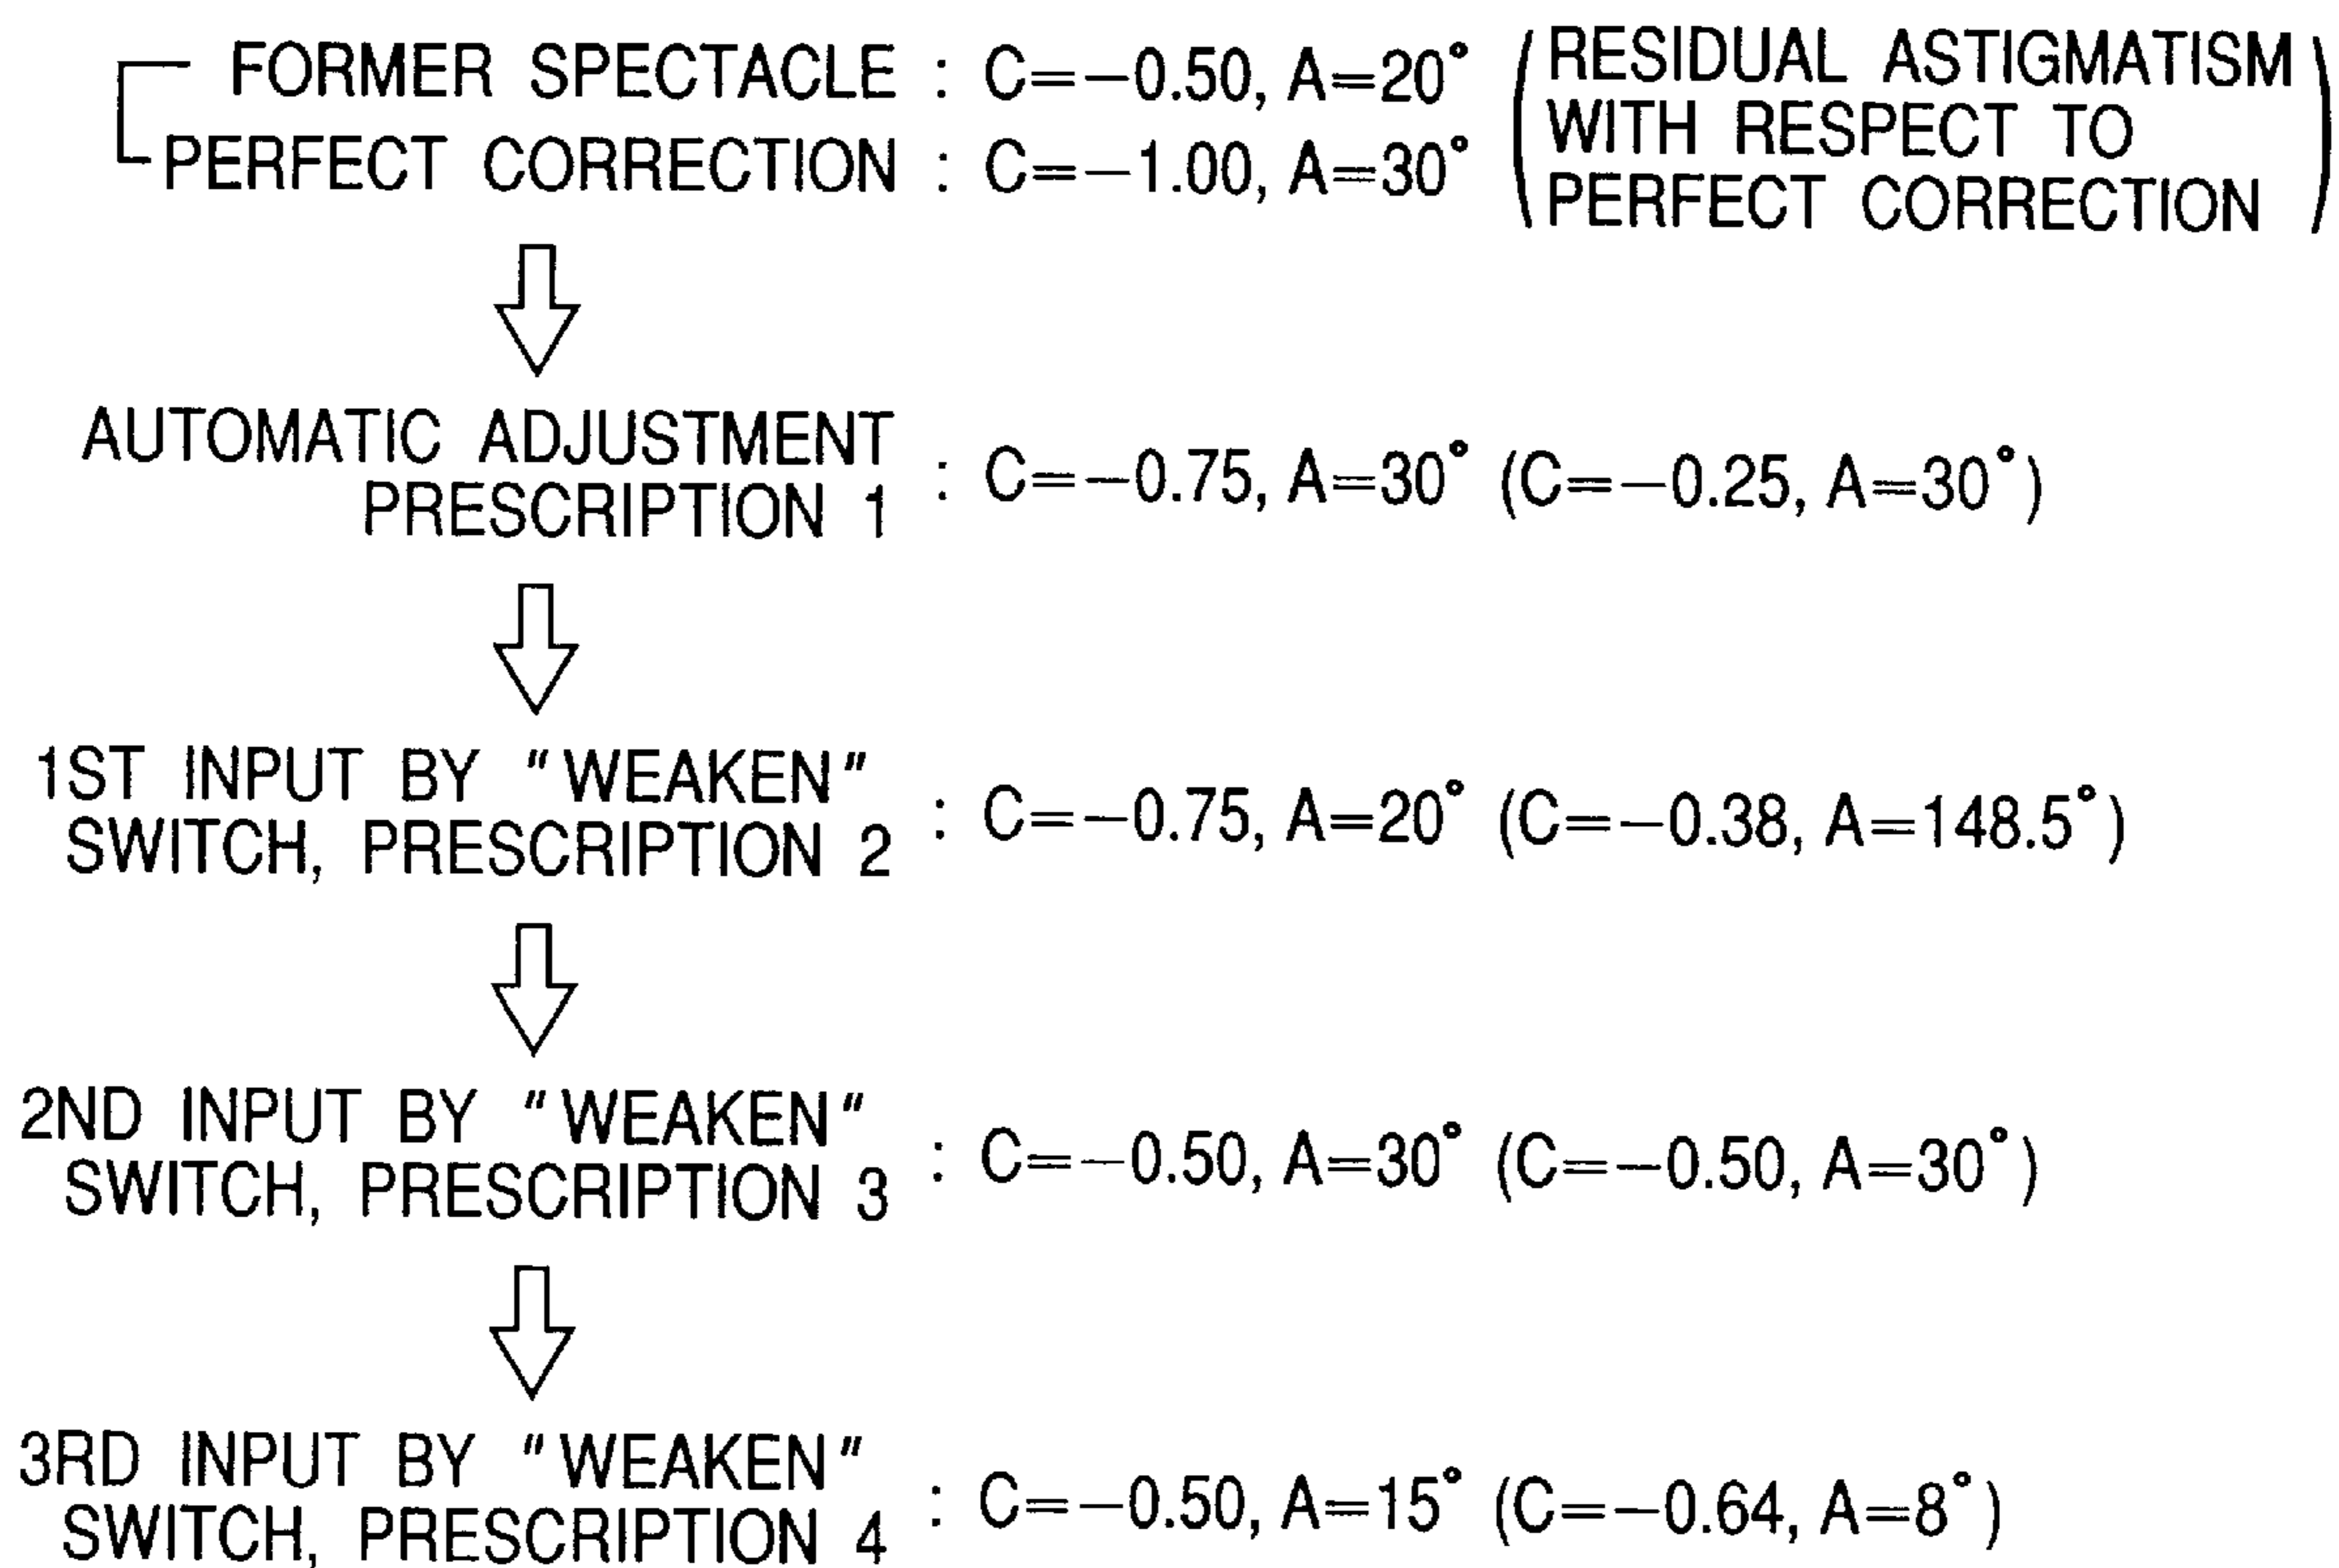 FORMER SPECTACLE : C=−0.50, A=20°
PERFECT CORRECTION : C=−1.00, A=30°
(RESIDUAL ASTIGMATISM
WITH RESPECT TO
PERFECT CORRECTION)
AUTOMATIC ADJUSTMENT
PRESCRIPTION 1 : C=−0.75, A=30° (C=−0.25, A=30°)
1ST INPUT BY "WEAKEN"
SWITCH, PRESCRIPTION 2 : C=−0.75, A=20° (C=−0.38, A=148.5°)
2ND INPUT BY "WEAKEN"
SWITCH, PRESCRIPTION 3 : C=−0.50, A=30° (C=−0.50, A=30°)
3RD INPUT BY "WEAKEN"
SWITCH, PRESCRIPTION 4 : C=−0.50, A=15° (C=−0.64, A=8°)